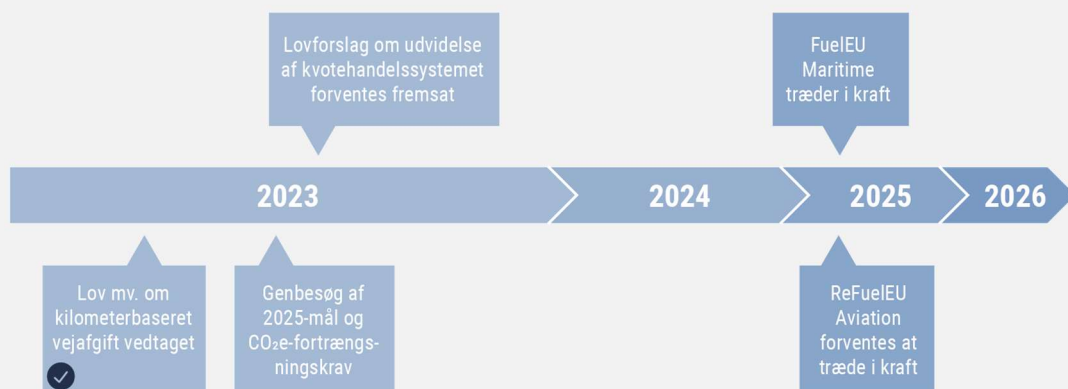 Lovforslag om udvidelse
af kvotehandelssystemet
forventes fremsat
FuelEU
Maritime
træder i kraft
2023
2024
2025
2026
Lov mv. om
kilometerbaseret
vejafgift vedtaget
Genbesøg af
2025-mål og
CO₂e-fortrængs-
ningskrav
ReFuelEU
Aviation
forventes at
træde i kraft